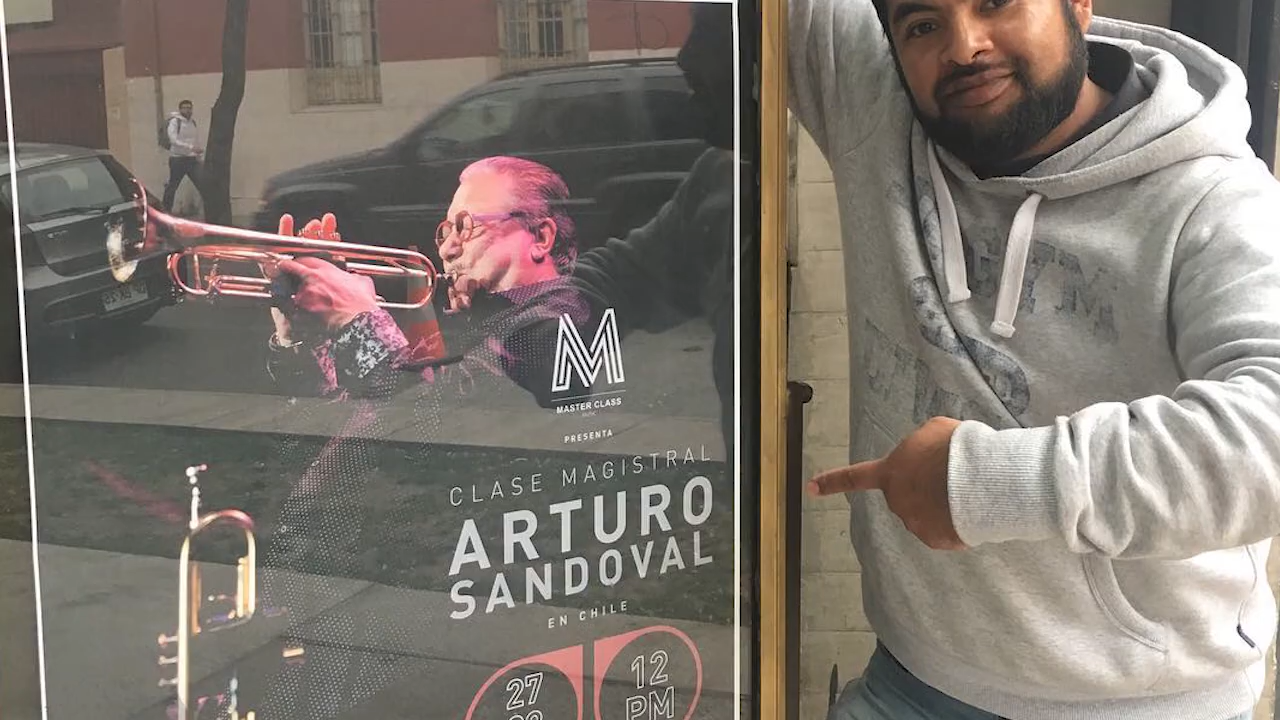 M
MASTER CLASS
PRESENTA
CLASE MAGISTRAL
ARTURO
SANDOVAL
EN CHILE
27
12
PM